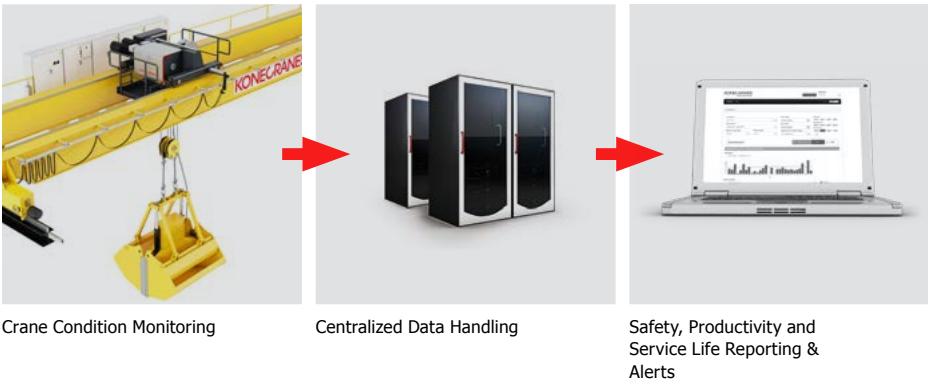 KONECRANES
Crane Condition Monitoring
Centralized Data Handling
Safety, Productivity and
Service Life Reporting &
Alerts